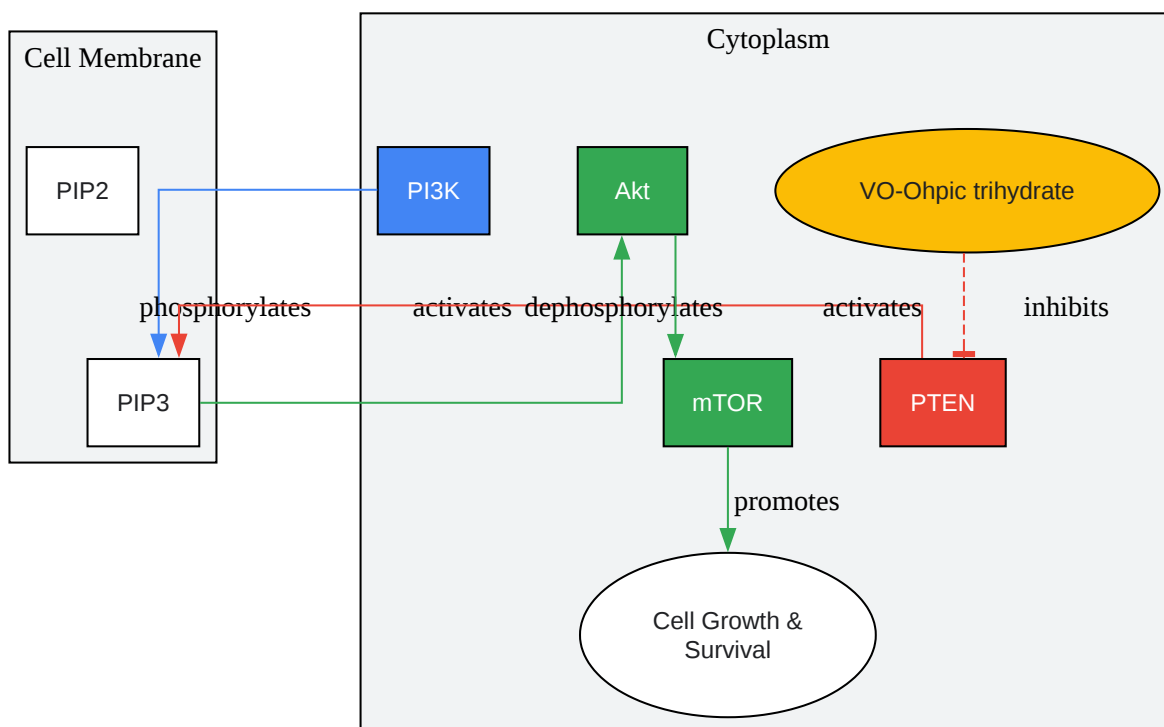 Cell Membrane
Cytoplasm
PIP2
PI3K
Akt
VO-Ohpic trihydrate
phosphorylates
activates
dephosphorylates
activates
inhibits
PIP3
mTOR
PTEN
promotes
Cell Growth &
Survival